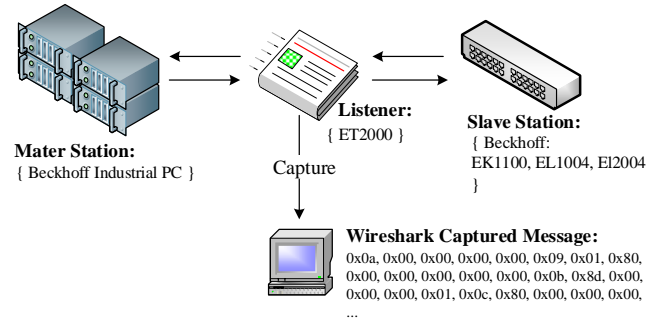 Mater Station:
{ Beckhoff Industrial PC }
Listener:
{ ET2000 }
Slave Station:
{ Beckhoff:
EK1100, EL1004, El2004
}
Capture
Wireshark Captured Message:
0x0a, 0x00, 0x00, 0x00, 0x00, 0x09, 0x01, 0x80,
0x00, 0x00, 0x00, 0x00, 0x00, 0x0b, 0x8d, 0x00,
0x00, 0x00, 0x01, 0x0c, 0x80, 0x00, 0x00, 0x00,
...